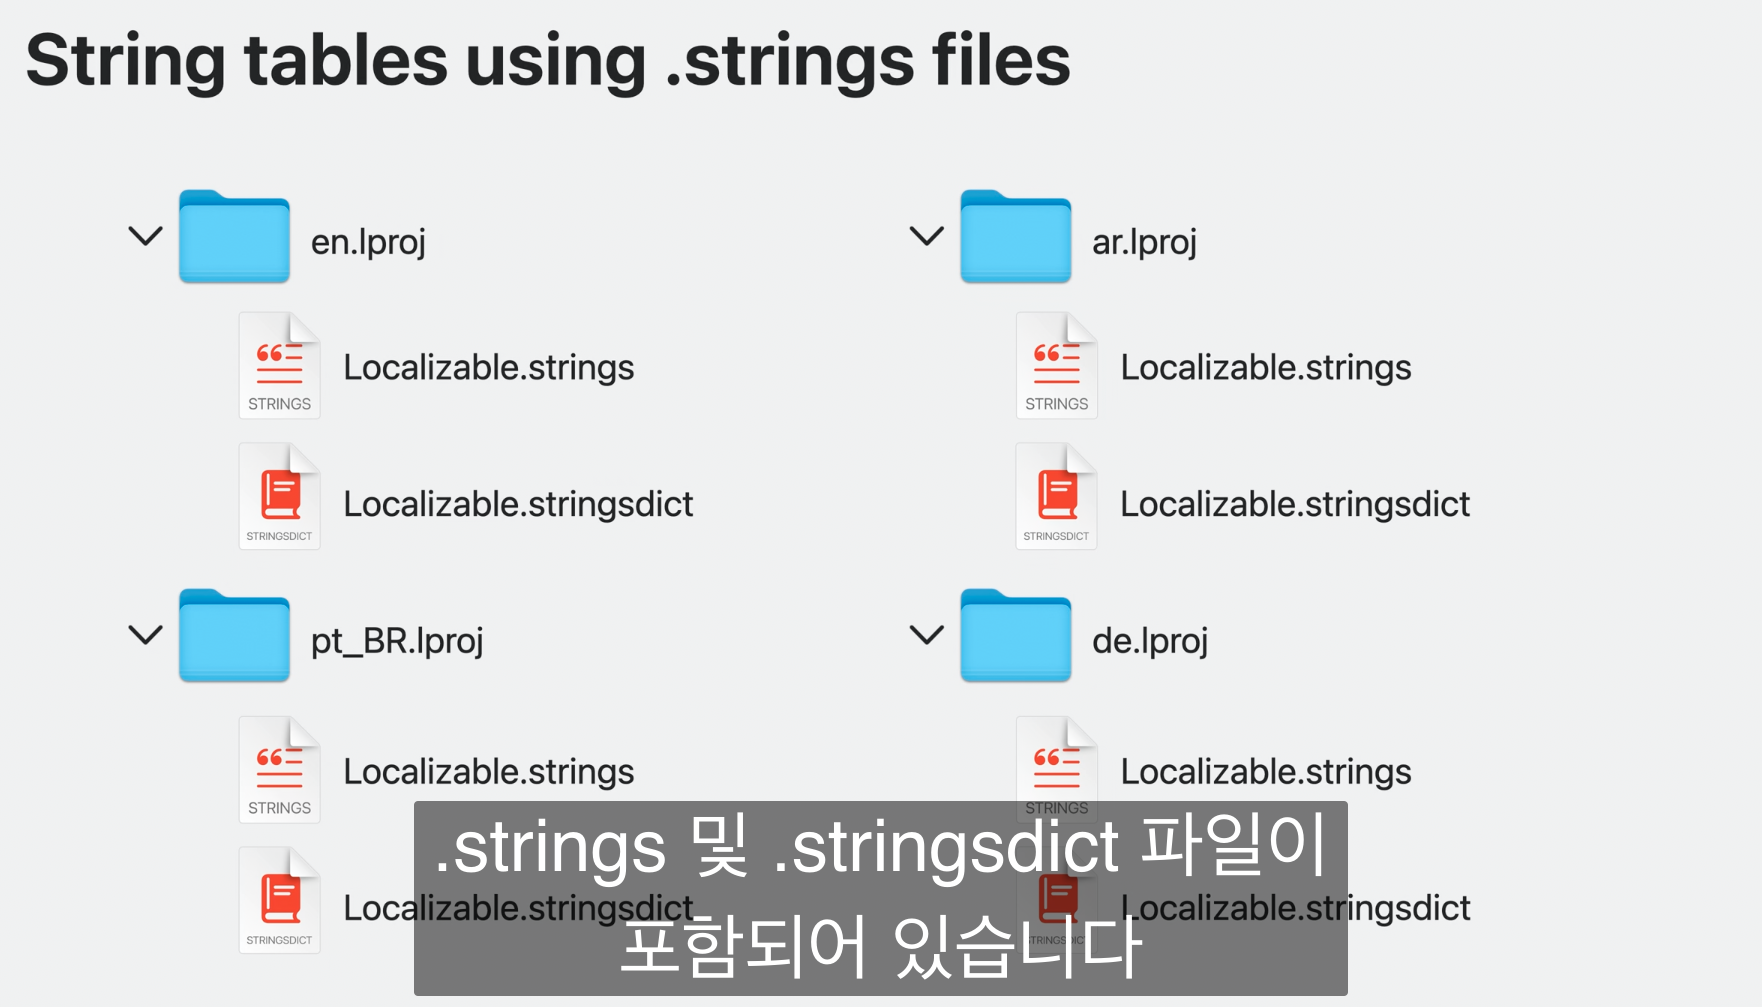 String tables using .strings files
en.lproj
STRINGS
Localizable.strings
STRINGSDICT
Localizable.stringsdict
ar.lproj
STRINGS
Localizable.strings
STRINGSDICT
Localizable.stringsdict
pt_BR.lproj
STRINGS
Localizable.strings
STRINGSDICT
Localizable.stringsdict
de.lproj
STRINGS
Localizable.strings
STRINGSDICT
Localizable.stringsdict
.strings 및 .stringsdict 파일이
포함되어 있습니다